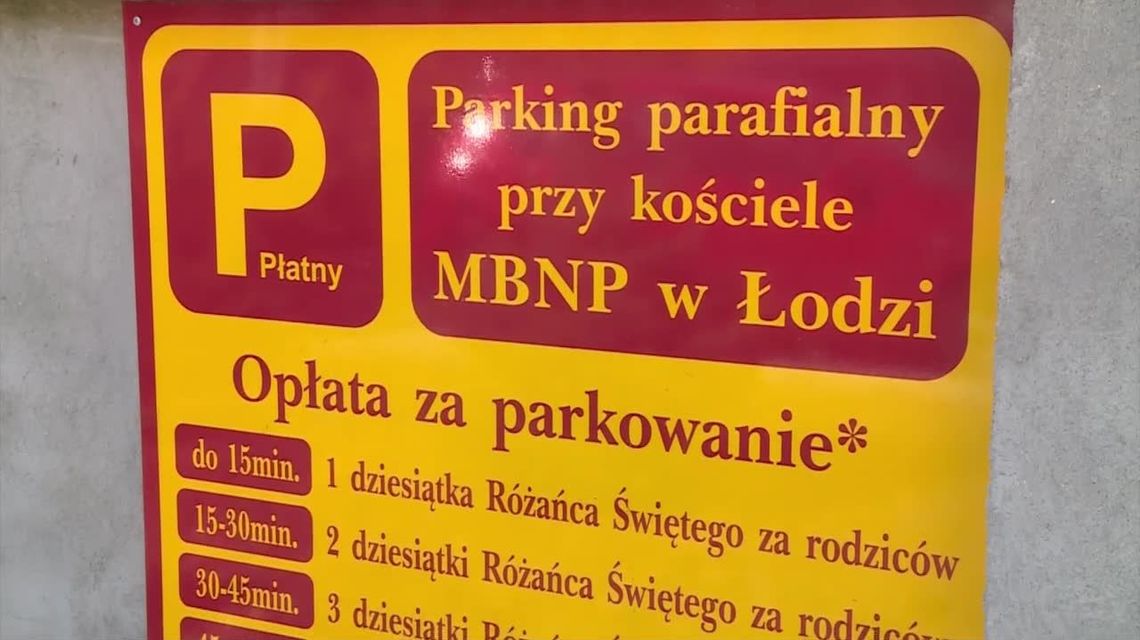 P
Płatny
Parking parafialny
przy kościele
MBNP w Łodzi
Opłata za parkowanie*
do 15min. 1 dziesiątka Różańca Świętego za rodziców
15-30min. 2 dziesiątki Różańca Świętego za rodziców
30-45min. 3 dziesiątki Różańca